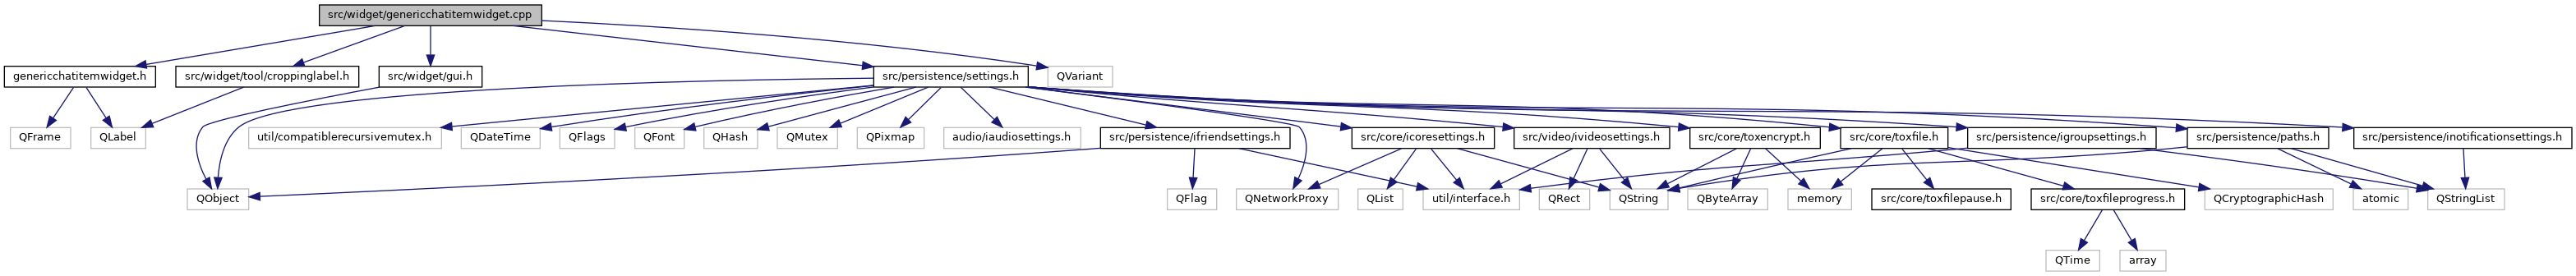 src/widget/genericchatitemwidget.cpp
genericchatitemwidget.h
src/widget/tool/croppinglabel.h
src/widget/gui.h
src/persistence/settings.h
QVariant
QFrame
QLabel
util/compatiblerecursivemutex.h
QDateTime
QFlags
QFont
QHash
QMutex
QPixmap
audio/iaudiosettings.h
src/persistence/ifriendsettings.h
src/core/icoresettings.h
src/video/ivideosettings.h
src/core/toxencrypt.h
src/core/toxfile.h
src/persistence/igroupsettings.h
src/persistence/paths.h
src/persistence/inotificationsettings.h
QObject
QFlag
QNetworkProxy
QList
util/interface.h
QRect
QString
QByteArray
memory
src/core/toxfilepause.h
src/core/toxfileprogress.h
QCryptographicHash
atomic
QStringList
QTime
array